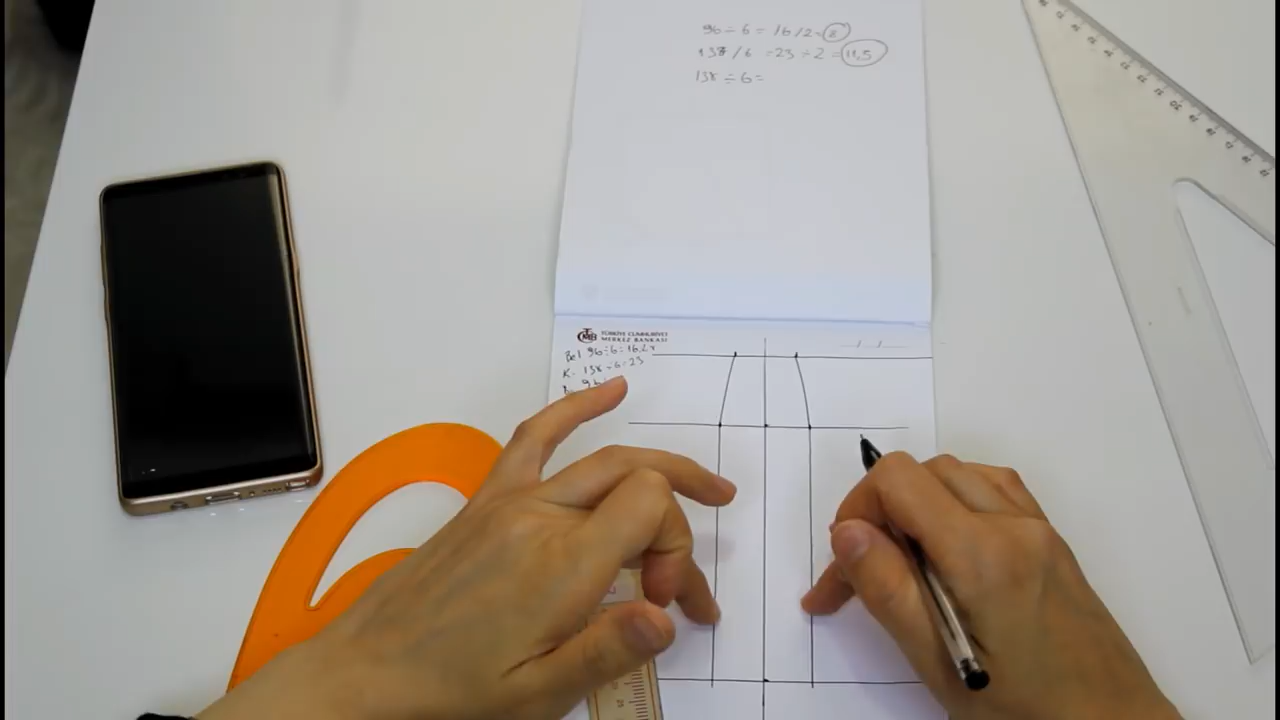 96 ÷ 6 = 16 / 2 = 8
138 / 6 = 23 ÷ 2 = 11,5
138 ÷ 6 =
TÜRKİYE CUMHURİYET
MERKEZ BANKASI
Bel 96 ÷ 6 = 16
K. 138 ÷ 6 = 23